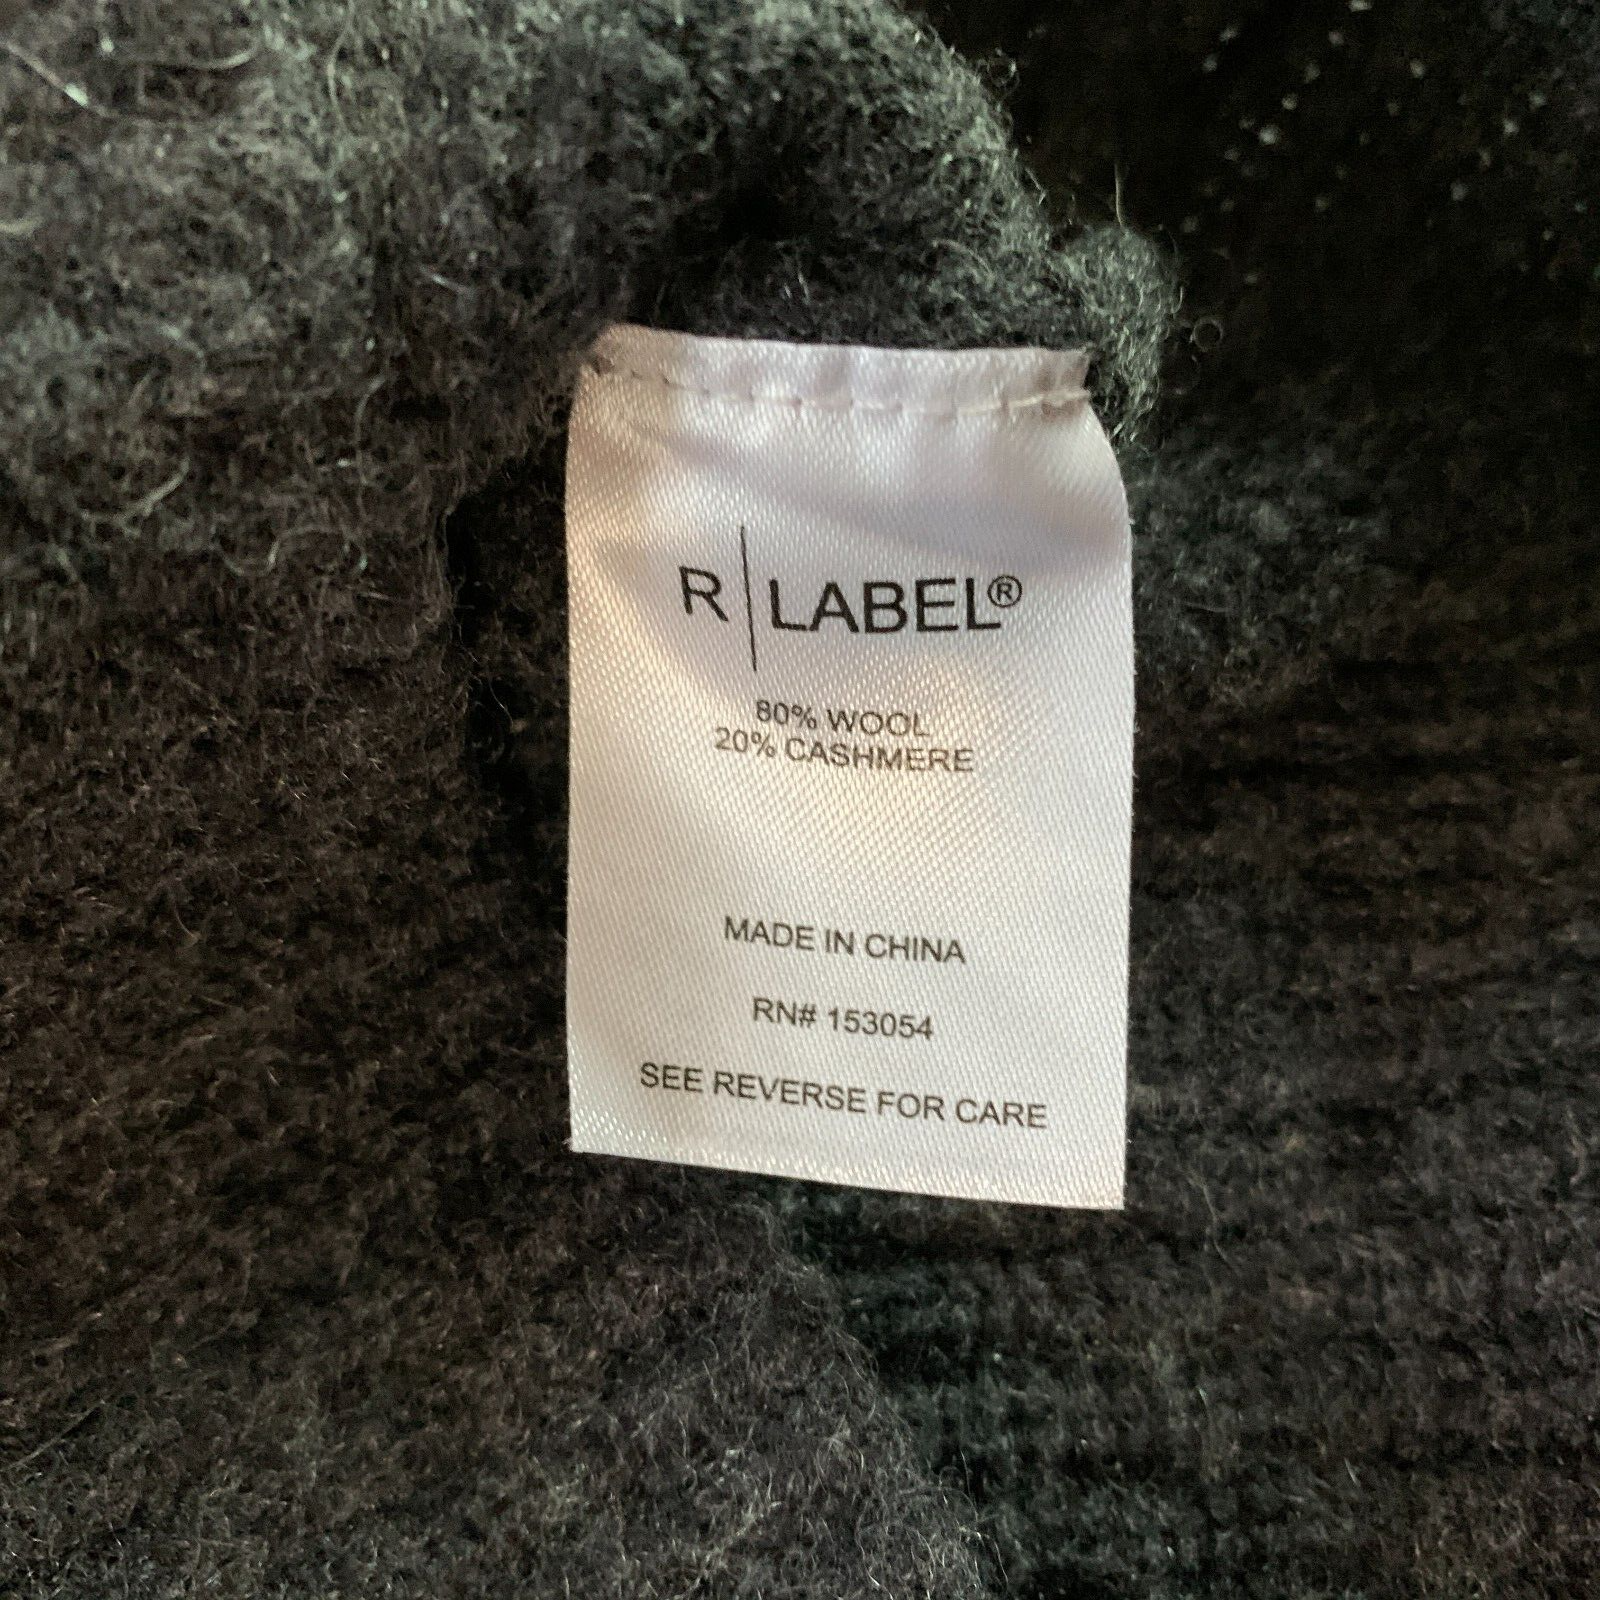 R|LABEL®
80% WOOL
20% CASHMERE
MADE IN CHINA
RN# 153054
SEE REVERSE FOR CARE